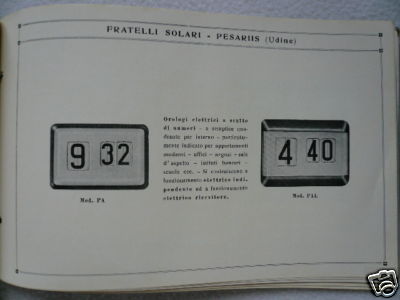 FRATELLI SOLARI - PESARIIS (Udine)
Orologi elettrici a scatto
di numeri - a semplice qua-
drante per interno - particolar-
mente indicato per appartamenti
moderni - uffici - negozi - sale
d'aspetto - istituti bancari -
scuole ecc. - Si costruiscono a
funzionamento elettrico indi-
pendente ed a funzionamento
elettrico ricevitore.
9 32
Mod. PA
4 40
Mod. PAL